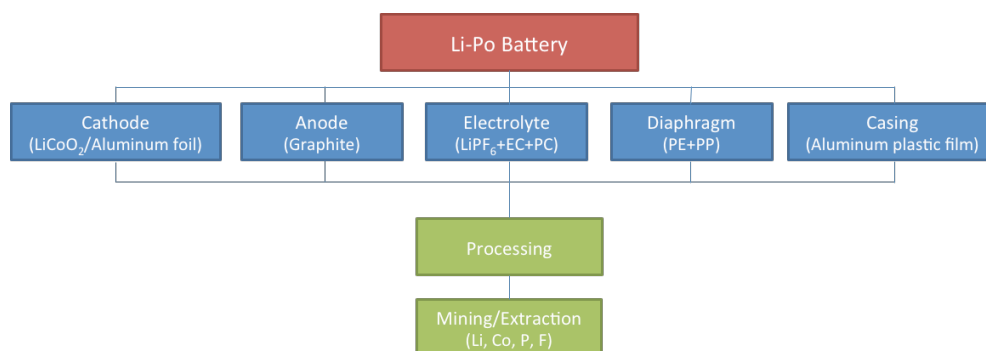 Li-Po Battery
Cathode
(LiCoO₂/Aluminum foil)
Anode
(Graphite)
Electrolyte
(LiPF₆+EC+PC)
Diaphragm
(PE+PP)
Casing
(Aluminum plastic film)
Processing
Mining/Extraction
(Li, Co, P, F)